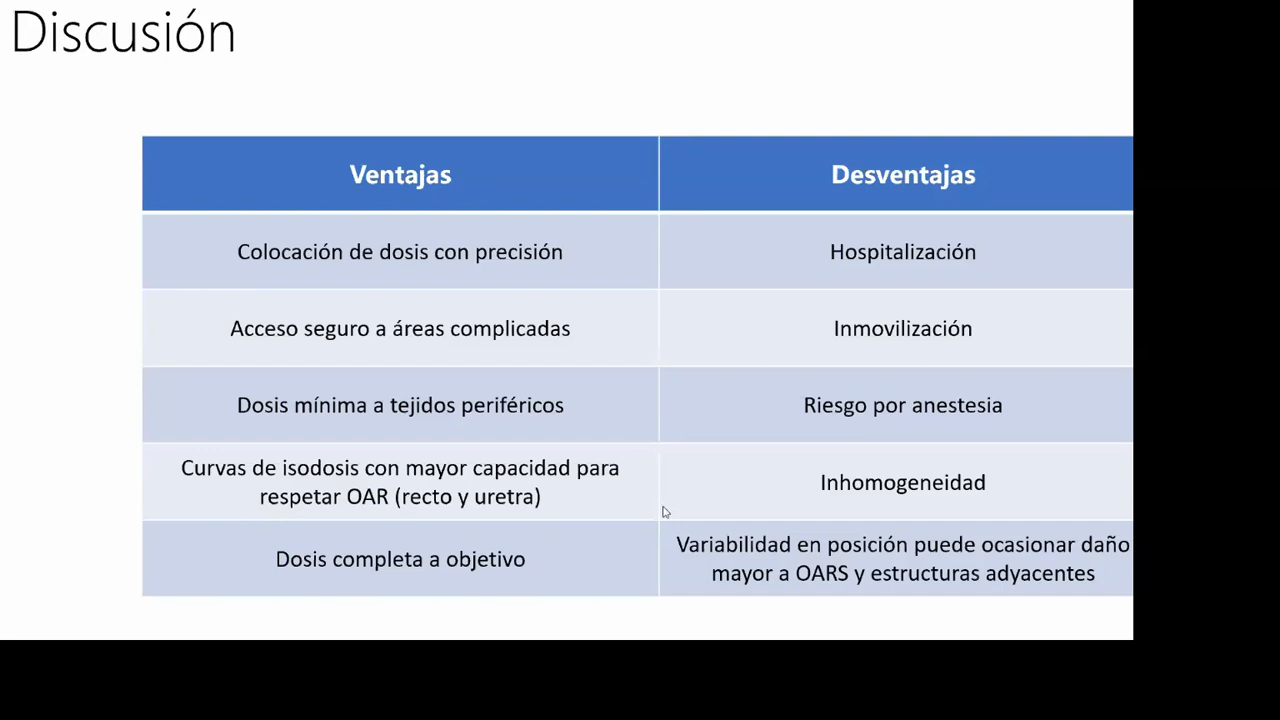 Discusión
Ventajas
Desventajas
Colocación de dosis con precisión
Hospitalización
Acceso seguro a áreas complicadas
Inmovilización
Dosis mínima a tejidos periféricos
Riesgo por anestesia
Curvas de isodosis con mayor capacidad para
respetar OAR (recto y uretra)
Inhomogeneidad
Dosis completa a objetivo
Variabilidad en posición puede ocasionar daño
mayor a OARS y estructuras adyacentes